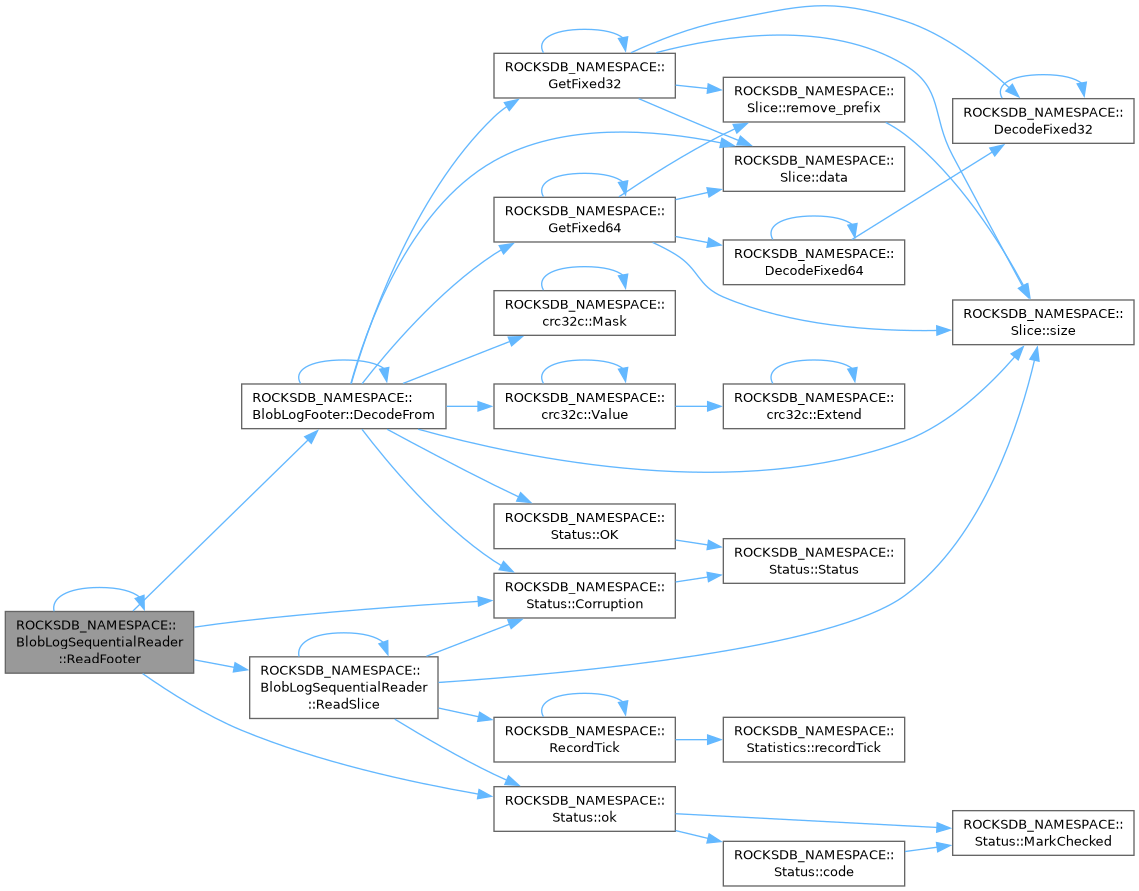 ROCKSDB_NAMESPACE::
BlobLogSequentialReader
::ReadFooter
ROCKSDB_NAMESPACE::
BlobLogFooter::DecodeFrom
ROCKSDB_NAMESPACE::
GetFixed32
ROCKSDB_NAMESPACE::
Slice::remove_prefix
ROCKSDB_NAMESPACE::
DecodeFixed32
ROCKSDB_NAMESPACE::
Slice::data
ROCKSDB_NAMESPACE::
GetFixed64
ROCKSDB_NAMESPACE::
DecodeFixed64
ROCKSDB_NAMESPACE::
crc32c::Mask
ROCKSDB_NAMESPACE::
Slice::size
ROCKSDB_NAMESPACE::
crc32c::Value
ROCKSDB_NAMESPACE::
crc32c::Extend
ROCKSDB_NAMESPACE::
Status::OK
ROCKSDB_NAMESPACE::
Status::Status
ROCKSDB_NAMESPACE::
Status::Corruption
ROCKSDB_NAMESPACE::
BlobLogSequentialReader
::ReadSlice
ROCKSDB_NAMESPACE::
RecordTick
ROCKSDB_NAMESPACE::
Statistics::recordTick
ROCKSDB_NAMESPACE::
Status::ok
ROCKSDB_NAMESPACE::
Status::MarkChecked
ROCKSDB_NAMESPACE::
Status::code